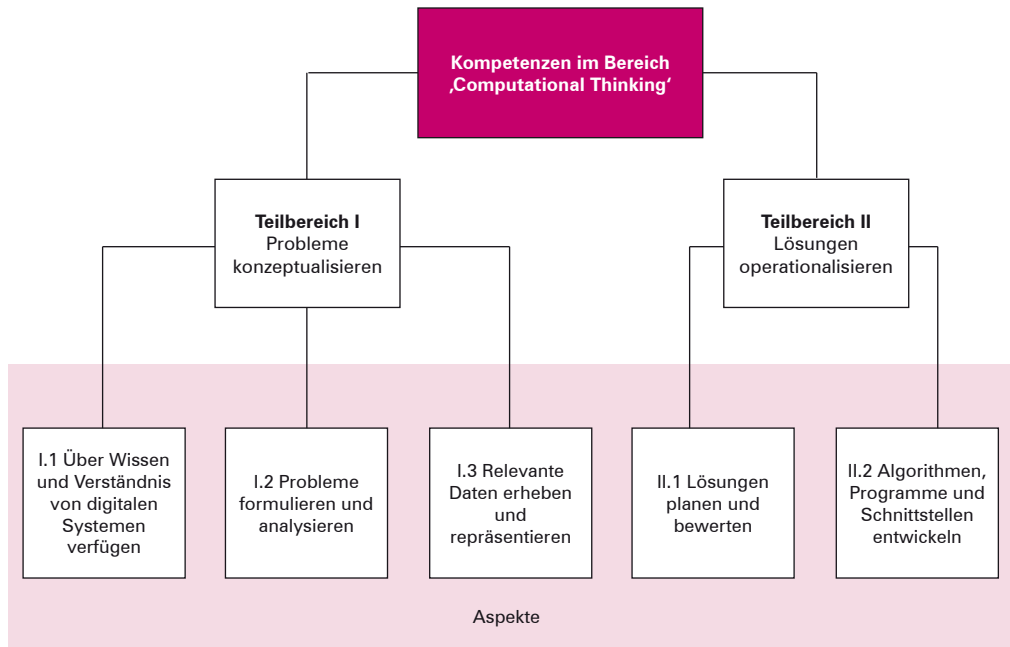 Kompetenzen im Bereich
‚Computational Thinking‘
Teilbereich I
Probleme
konzeptualisieren
Teilbereich II
Lösungen
operationalisieren
I.1 Über Wissen
und Verständnis
von digitalen
Systemen
verfügen
I.2 Probleme
formulieren und
analysieren
I.3 Relevante
Daten erheben
und
repräsentieren
II.1 Lösungen
planen und
bewerten
II.2 Algorithmen,
Programme und
Schnittstellen
entwickeln
Aspekte